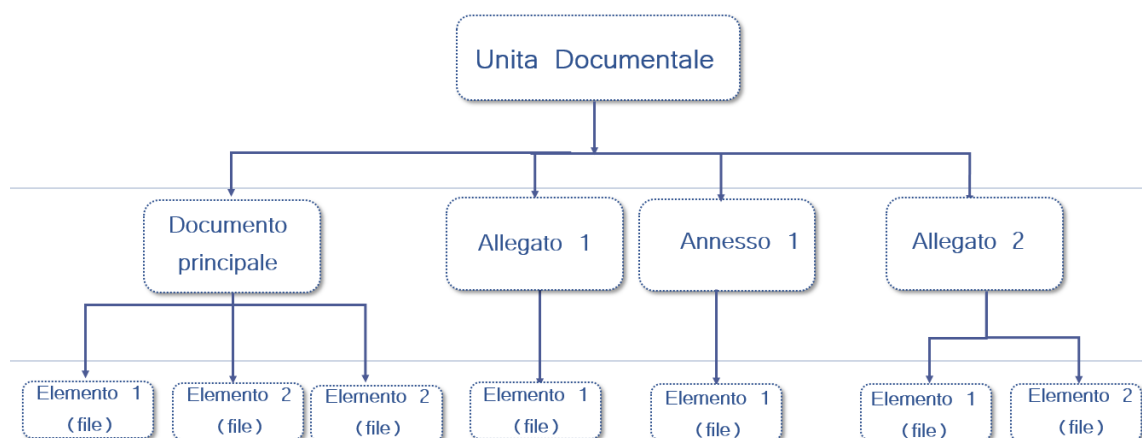 Unita Documentale
Documento
principale
Allegato 1
Annesso 1
Allegato 2
Elemento 1
(file)
Elemento 2
(file)
Elemento 2
(file)
Elemento 1
(file)
Elemento 1
(file)
Elemento 1
(file)
Elemento 2
(file)